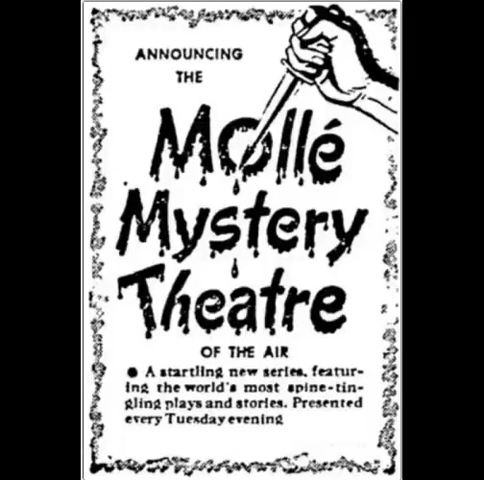 ANNOUNCING
THE
Mollé
Mystery
Theatre
OF THE AIR
● A startling new series, featur-
ing the world's most spine-tin-
gling plays and stories. Presented
every Tuesday evening